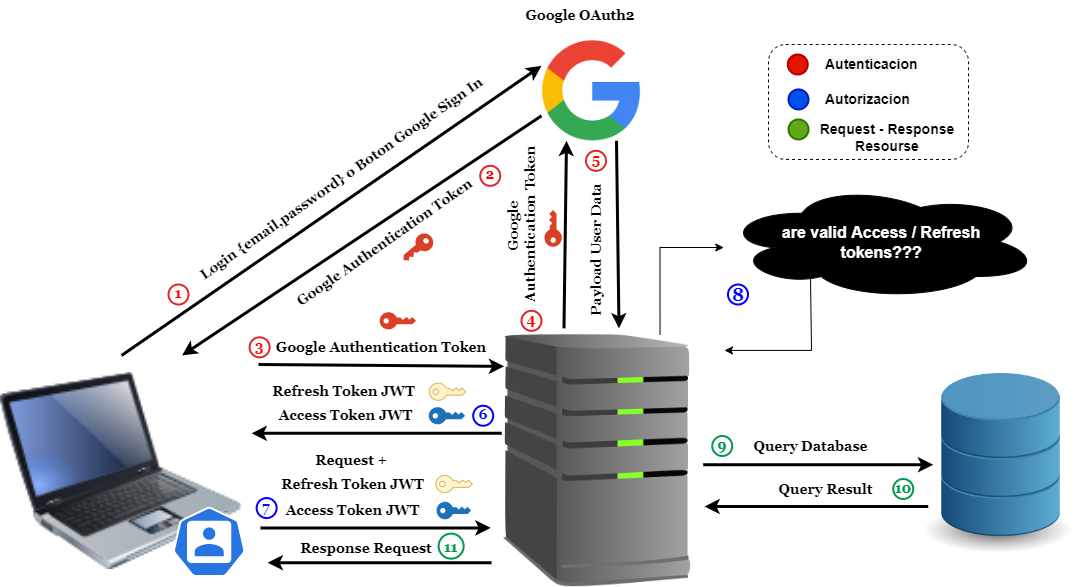 Google OAuth2
Autenticacion
Autorizacion
Request - Response
Resourse
Login {email,password} o Boton Google Sign In
1
Google Authentication Token
2
Google
Authentication Token
4
Payload User Data
5
are valid Access / Refresh
tokens???
8
3 Google Authentication Token
Refresh Token JWT
Access Token JWT 6
Request +
Refresh Token JWT
7 Access Token JWT
Response Request 11
9 Query Database
Query Result 10